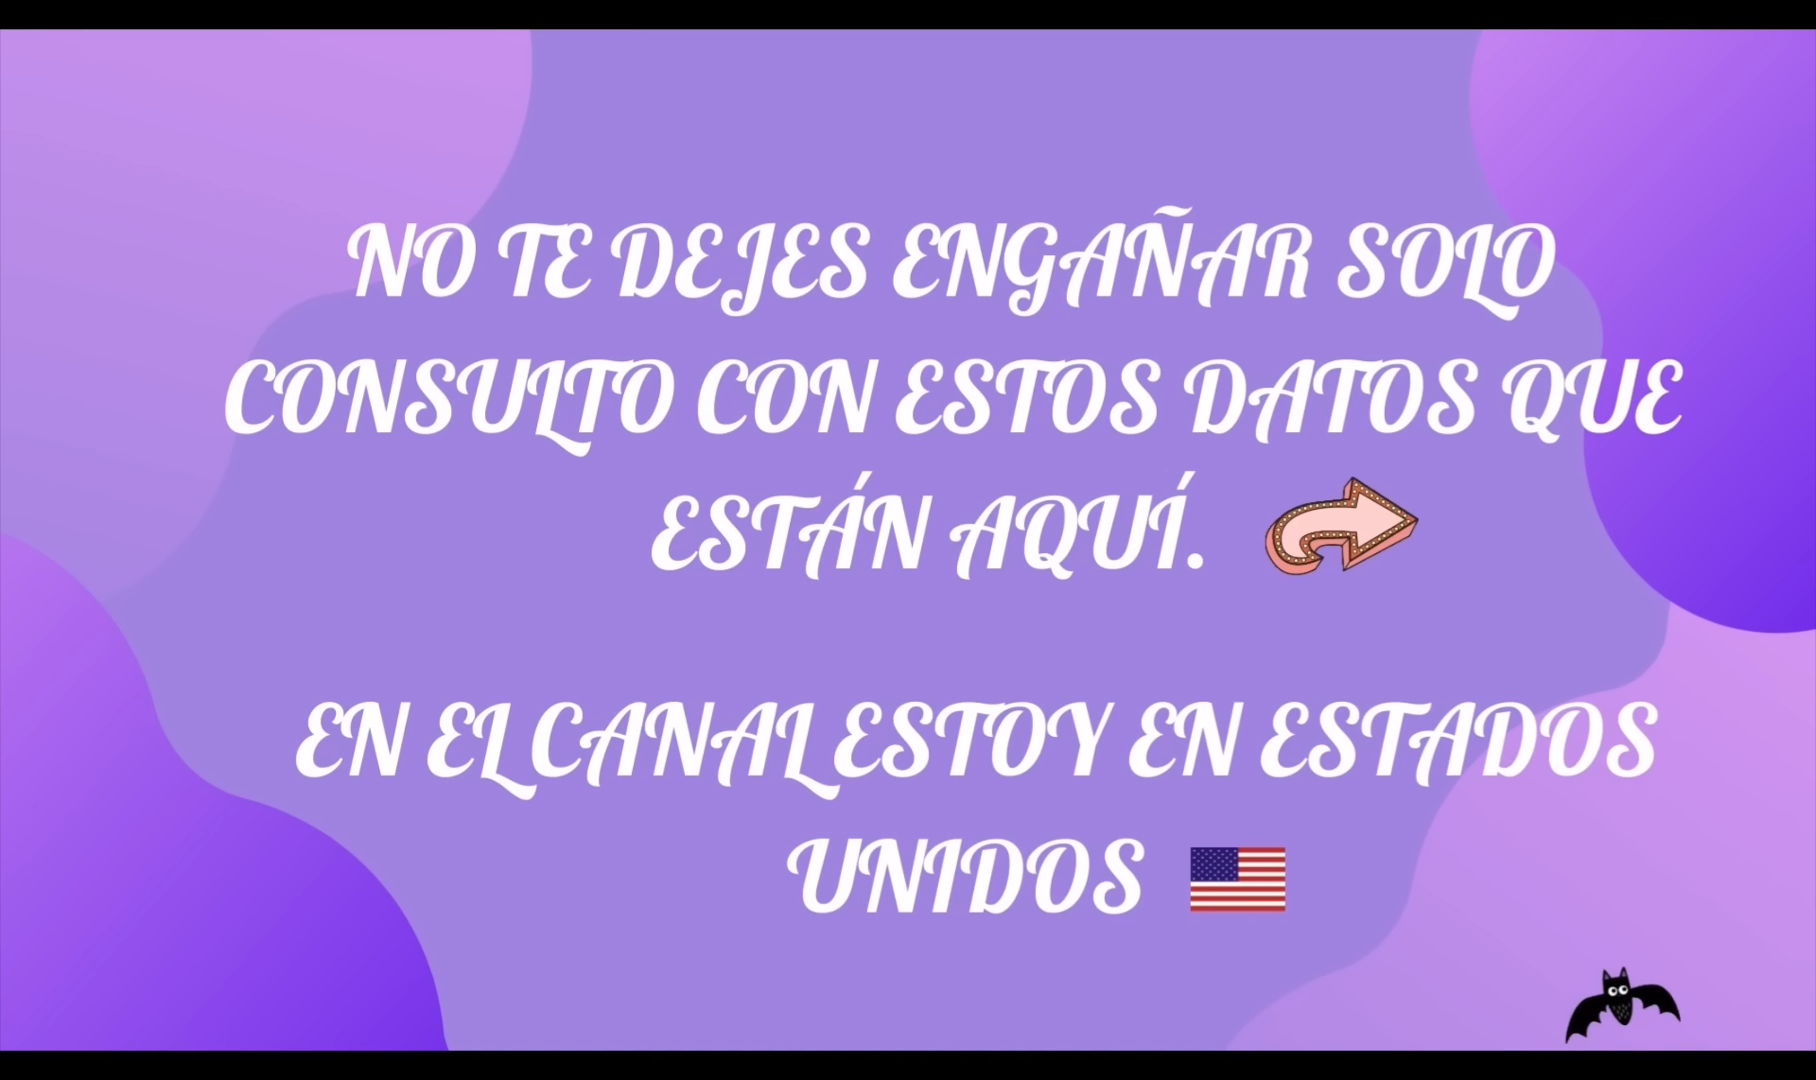 NO TE DEJES ENGAÑAR SOLO
CONSULTO CON ESTOS DATOS QUE
ESTÁN AQUÍ.
EN EL CANAL ESTOY EN ESTADOS
UNIDOS